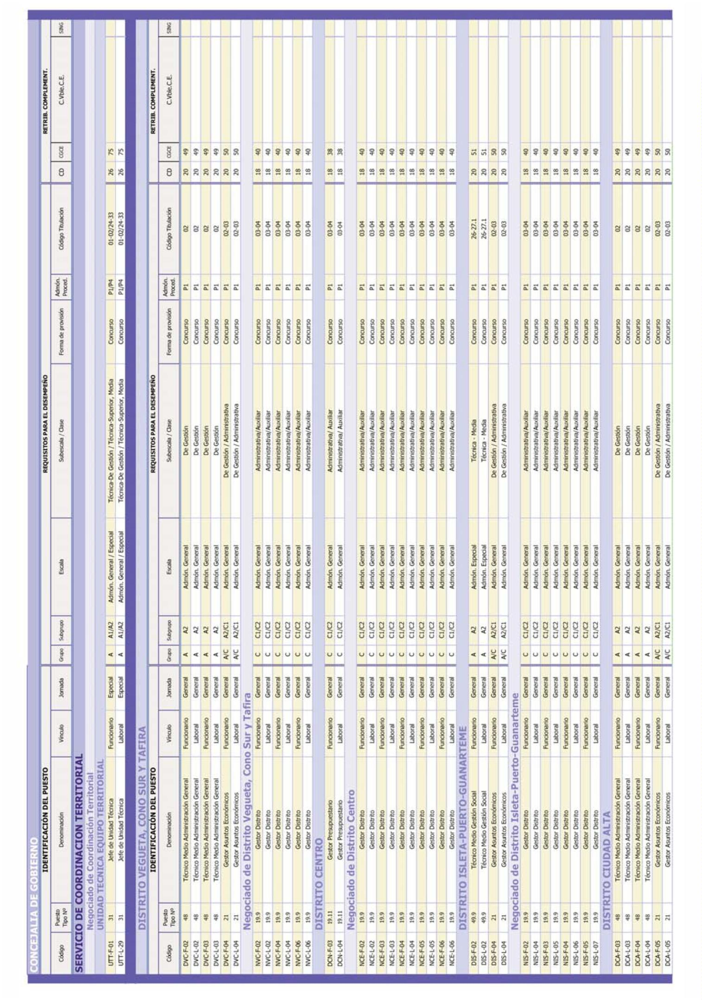 CONCEJALIA DE GOBIERNO
IDENTIFICACIÓN DEL PUESTO REQUISITOS PARA EL DESEMPEÑO RETRIB. COMPLEMENT.
Código Puesto Tipo Nº Denominación Vínculo Jornada Grupo Subgrupo Escala Subescala / Clase Forma de provisión Admón. Proced. Código Titulación CD CGCE C.Vble.C.E. SING
SERVICIO DE COORDINACION TERRITORIAL
Negociado de Coordinación Territorial
UNIDAD TECNICA EQUIPO TERRITORIAL
UTT-F-01 31 Jefe de Unidad Técnica Funcionario Especial A A1/A2 Admón. General / Especial Técnica-De Gestión / Técnica-Superior, Media Concurso P1/P4 01-02/24-33 26 75
UTT-L-29 31 Jefe de Unidad Técnica Laboral Especial A A1/A2 Admón. General / Especial Técnica-De Gestión / Técnica-Superior, Media Concurso P1/P4 01-02/24-33 26 75
DISTRITO VEGUETA, CONO SUR Y TAFIRA
IDENTIFICACIÓN DEL PUESTO REQUISITOS PARA EL DESEMPEÑO RETRIB. COMPLEMENT.
Código Puesto Tipo Nº Denominación Vínculo Jornada Grupo Subgrupo Escala Subescala / Clase Forma de provisión Admón. Proced. Código Titulación CD CGCE C.Vble.C.E. SING
DVC-F-02 48 Técnico Medio Administración General Funcionario General A A2 Admón. General De Gestión Concurso P1 02 20 49
DVC-L-02 48 Técnico Medio Administración General Laboral General A A2 Admón. General De Gestión Concurso P1 02 20 49
DVC-F-03 48 Técnico Medio Administración General Funcionario General A A2 Admón. General De Gestión Concurso P1 02 20 49
DVC-L-03 48 Técnico Medio Administración General Laboral General A A2 Admón. General De Gestión Concurso P1 02 20 49
DVC-F-04 21 Gestor Asuntos Económicos Funcionario General A/C A2/C1 Admón. General De Gestión / Administrativa Concurso P1 02-03 20 50
DVC-L-04 21 Gestor Asuntos Económicos Laboral General A/C A2/C1 Admón. General De Gestión / Administrativa Concurso P1 02-03 20 50
Negociado de Distrito Vegueta, Cono Sur y Tafira
NVC-F-02 19.9 Gestor Distrito Funcionario General C C1/C2 Admón. General Administrativa/Auxiliar Concurso P1 03-04 18 40
NVC-L-02 19.9 Gestor Distrito Laboral General C C1/C2 Admón. General Administrativa/Auxiliar Concurso P1 03-04 18 40
NVC-F-04 19.9 Gestor Distrito Funcionario General C C1/C2 Admón. General Administrativa/Auxiliar Concurso P1 03-04 18 40
NVC-L-04 19.9 Gestor Distrito Laboral General C C1/C2 Admón. General Administrativa/Auxiliar Concurso P1 03-04 18 40
NVC-F-06 19.9 Gestor Distrito Funcionario General C C1/C2 Admón. General Administrativa/Auxiliar Concurso P1 03-04 18 40
NVC-L-06 19.9 Gestor Distrito Laboral General C C1/C2 Admón. General Administrativa/Auxiliar Concurso P1 03-04 18 40
DISTRITO CENTRO
DCN-F-03 19.11 Gestor Presupuestario Funcionario General C C1/C2 Admón. General Administrativa/ Auxiliar Concurso P1 03-04 18 38
DCN-L-04 19.11 Gestor Presupuestario Laboral General C C1/C2 Admón. General Administrativa/ Auxiliar Concurso P1 03-04 18 38
Negociado de Distrito Centro
NCE-F-02 19.9 Gestor Distrito Funcionario General C C1/C2 Admón. General Administrativa/Auxiliar Concurso P1 03-04 18 40
NCE-L-02 19.9 Gestor Distrito Laboral General C C1/C2 Admón. General Administrativa/Auxiliar Concurso P1 03-04 18 40
NCE-F-03 19.9 Gestor Distrito Funcionario General C C1/C2 Admón. General Administrativa/Auxiliar Concurso P1 03-04 18 40
NCE-L-03 19.9 Gestor Distrito Laboral General C C1/C2 Admón. General Administrativa/Auxiliar Concurso P1 03-04 18 40
NCE-F-04 19.9 Gestor Distrito Funcionario General C C1/C2 Admón. General Administrativa/Auxiliar Concurso P1 03-04 18 40
NCE-L-04 19.9 Gestor Distrito Laboral General C C1/C2 Admón. General Administrativa/Auxiliar Concurso P1 03-04 18 40
NCE-F-05 19.9 Gestor Distrito Funcionario General C C1/C2 Admón. General Administrativa/Auxiliar Concurso P1 03-04 18 40
NCE-L-05 19.9 Gestor Distrito Laboral General C C1/C2 Admón. General Administrativa/Auxiliar Concurso P1 03-04 18 40
NCE-F-06 19.9 Gestor Distrito Funcionario General C C1/C2 Admón. General Administrativa/Auxiliar Concurso P1 03-04 18 40
NCE-L-06 19.9 Gestor Distrito Laboral General C C1/C2 Admón. General Administrativa/Auxiliar Concurso P1 03-04 18 40
DISTRITO ISLETA-PUERTO-GUANARTEME
DIS-F-02 49.9 Técnico Medio Gestión Social Funcionario General A A2 Admón. Especial Técnica - Media Concurso P1 26-27.1 20 51
DIS-L-02 49.9 Técnico Medio Gestión Social Laboral General A A2 Admón. Especial Técnica - Media Concurso P1 26-27.1 20 51
DIS-F-04 21 Gestor Asuntos Económicos Funcionario General A/C A2/C1 Admón. General De Gestión / Administrativa Concurso P1 02-03 20 50
DIS-L-04 21 Gestor Asuntos Económicos Laboral General A/C A2/C1 Admón. General De Gestión / Administrativa Concurso P1 02-03 20 50
Negociado de Distrito Isleta-Puerto-Guanarteme
NIS-F-02 19.9 Gestor Distrito Funcionario General C C1/C2 Admón. General Administrativa/Auxiliar Concurso P1 03-04 18 40
NIS-L-04 19.9 Gestor Distrito Laboral General C C1/C2 Admón. General Administrativa/Auxiliar Concurso P1 03-04 18 40
NIS-F-03 19.9 Gestor Distrito Funcionario General C C1/C2 Admón. General Administrativa/Auxiliar Concurso P1 03-04 18 40
NIS-L-05 19.9 Gestor Distrito Laboral General C C1/C2 Admón. General Administrativa/Auxiliar Concurso P1 03-04 18 40
NIS-F-04 19.9 Gestor Distrito Funcionario General C C1/C2 Admón. General Administrativa/Auxiliar Concurso P1 03-04 18 40
NIS-L-06 19.9 Gestor Distrito Laboral General C C1/C2 Admón. General Administrativa/Auxiliar Concurso P1 03-04 18 40
NIS-F-05 19.9 Gestor Distrito Funcionario General C C1/C2 Admón. General Administrativa/Auxiliar Concurso P1 03-04 18 40
NIS-L-07 19.9 Gestor Distrito Laboral General C C1/C2 Admón. General Administrativa/Auxiliar Concurso P1 03-04 18 40
DISTRITO CIUDAD ALTA
DCA-F-03 48 Técnico Medio Administración General Funcionario General A A2 Admón. General De Gestión Concurso P1 02 20 49
DCA-L-03 48 Técnico Medio Administración General Laboral General A A2 Admón. General De Gestión Concurso P1 02 20 49
DCA-F-04 48 Técnico Medio Administración General Funcionario General A A2 Admón. General De Gestión Concurso P1 02 20 49
DCA-L-04 48 Técnico Medio Administración General Laboral General A A2 Admón. General De Gestión Concurso P1 02 20 49
DCA-F-05 21 Gestor Asuntos Económicos Funcionario General A/C A2/C1 Admón. General De Gestión / Administrativa Concurso P1 02-03 20 50
DCA-L-05 21 Gestor Asuntos Económicos Laboral General A/C A2/C1 Admón. General De Gestión / Administrativa Concurso P1 02-03 20 50